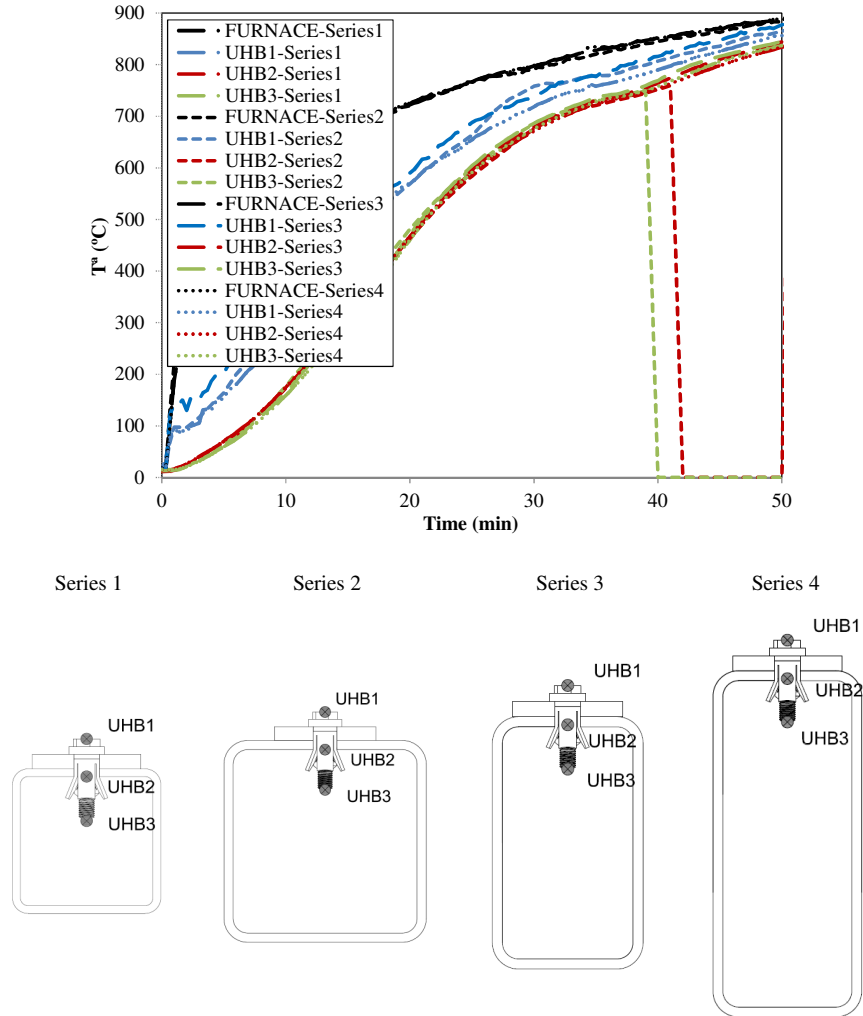 900
800
700
600
500
400
300
200
100
0
Tª (ºC)
FURNACE-Series1
UHB1-Series1
UHB2-Series1
UHB3-Series1
FURNACE-Series2
UHB1-Series2
UHB2-Series2
UHB3-Series2
FURNACE-Series3
UHB1-Series3
UHB2-Series3
UHB3-Series3
FURNACE-Series4
UHB1-Series4
UHB2-Series4
UHB3-Series4
0 10 20 30 40 50
Time (min)
Series 1 Series 2 Series 3 Series 4
UHB1
UHB2
UHB3
UHB1
UHB2
UHB3
UHB1
UHB2
UHB3
UHB1
UHB2
UHB3